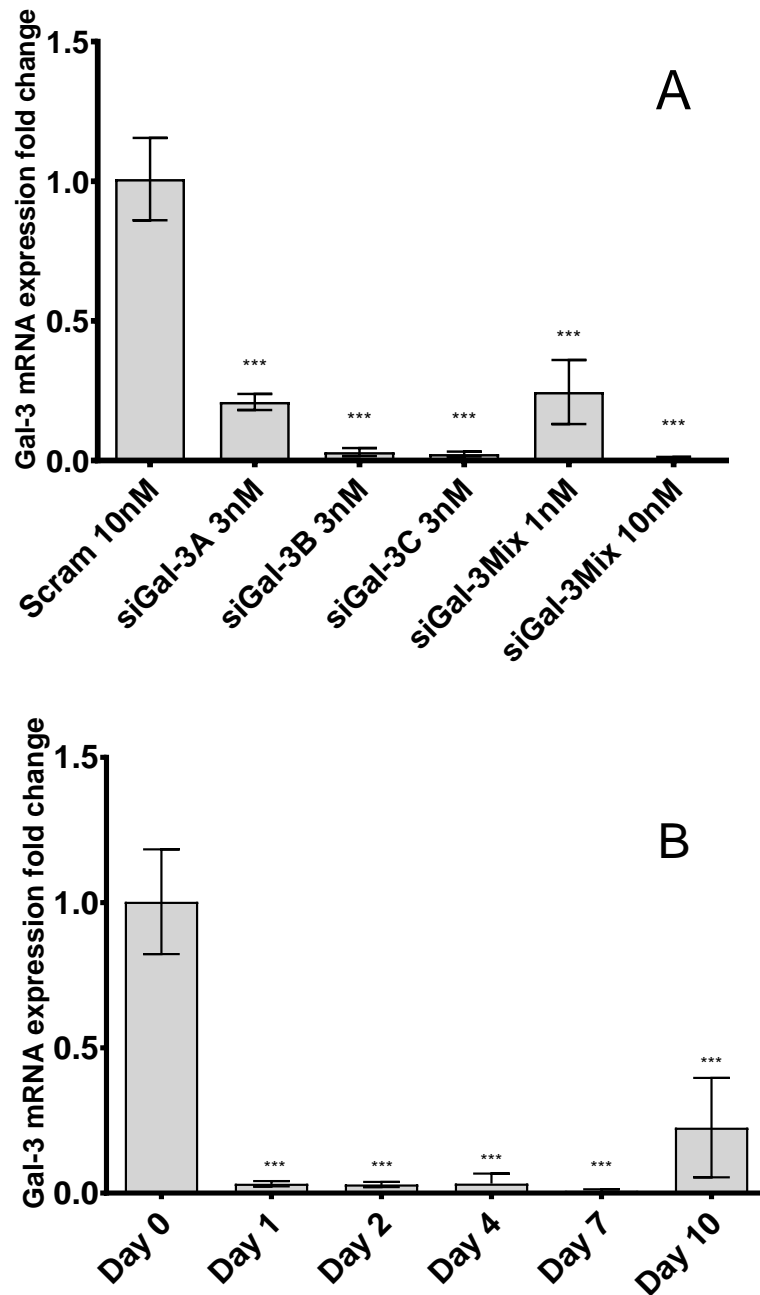 A
Gal-3 mRNA expression fold change
1.5
1.0
0.5
0.0
***
***
***
***
***
Scram 10nM
siGal-3A 3nM
siGal-3B 3nM
siGal-3C 3nM
siGal-3Mix 1nM
siGal-3Mix 10nM
B
Gal-3 mRNA expression fold change
1.5
1.0
0.5
0.0
***
***
***
***
***
Day 0
Day 1
Day 2
Day 4
Day 7
Day 10